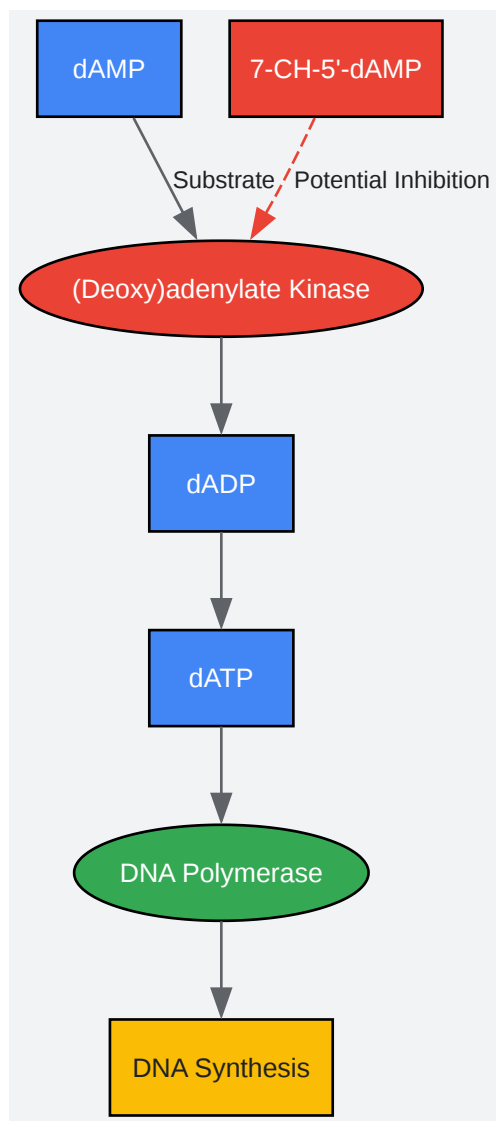 dAMP
7-CH-5'-dAMP
Substrate
Potential Inhibition
(Deoxy)adenylate Kinase
dADP
dATP
DNA Polymerase
DNA Synthesis